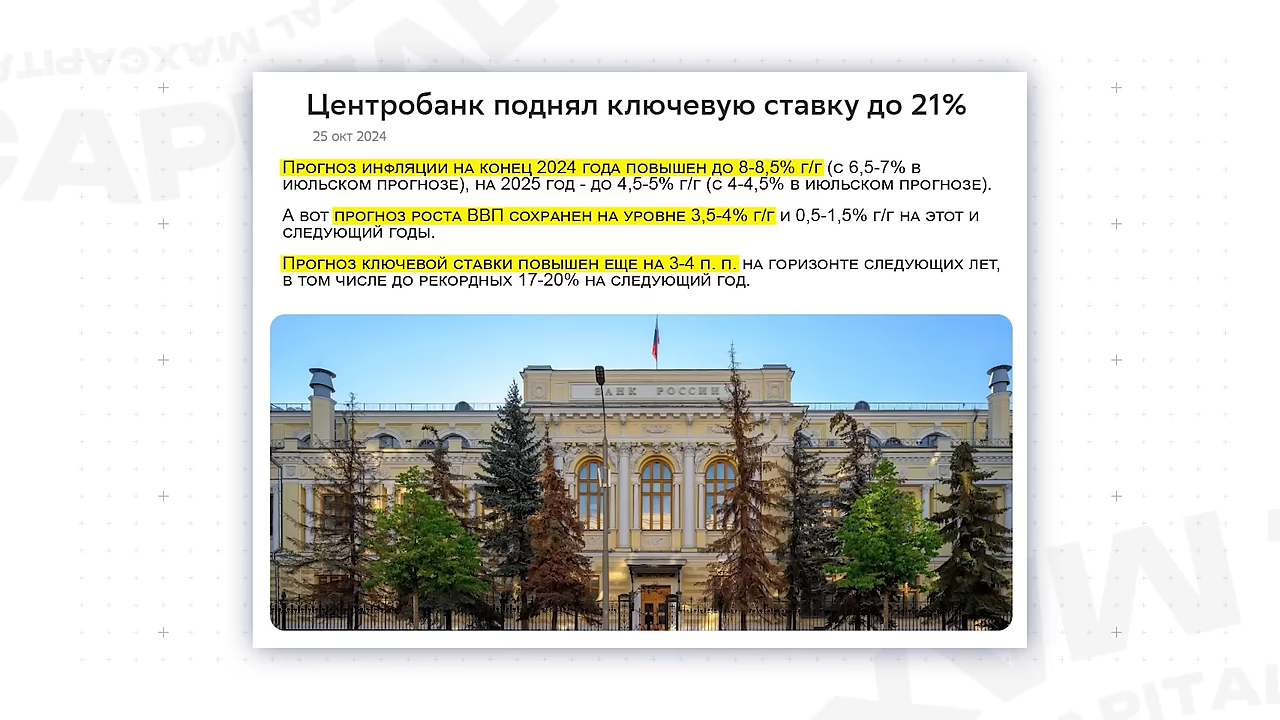 MAXCAPITAL
CAPITAL
Центробанк поднял ключевую ставку до 21%
25 окт 2024
Прогноз инфляции на конец 2024 года повышен до 8-8,5% г/г (с 6,5-7% в
июльском прогнозе), на 2025 год - до 4,5-5% г/г (с 4-4,5% в июльском прогнозе).
А вот прогноз роста ВВП сохранен на уровне 3,5-4% г/г и 0,5-1,5% г/г на этот и
следующий годы.
Прогноз ключевой ставки повышен еще на 3-4 п. п. на горизонте следующих лет,
в том числе до рекордных 17-20% на следующий год.
БАНК РОССИИ